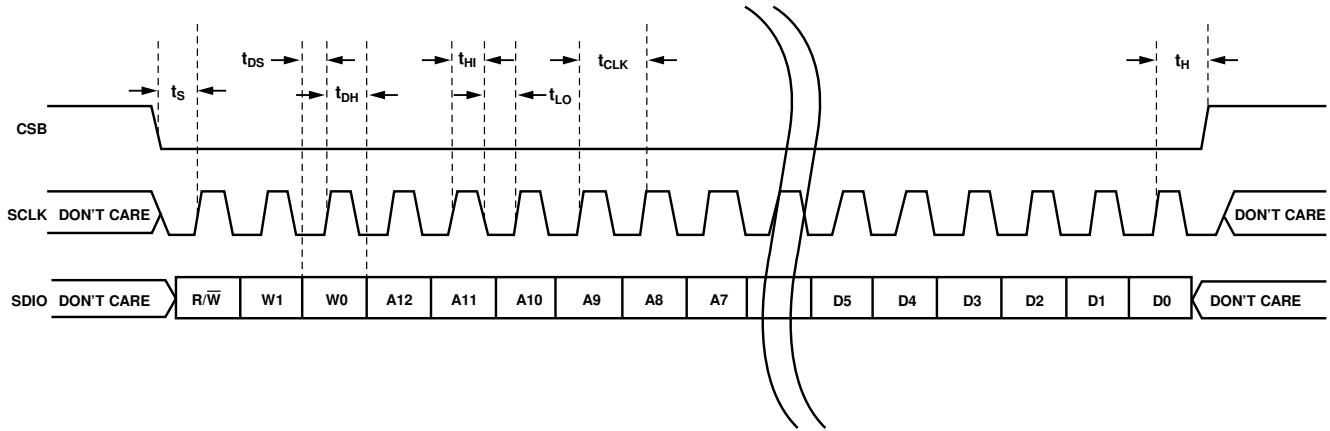 tDS
tHI
tCLK
tH
tS
tDH
tLO
CSB
SCLK DON'T CARE DON'T CARE
SDIO DON'T CARE R/W̅ W1 W0 A12 A11 A10 A9 A8 A7 D5 D4 D3 D2 D1 D0 DON'T CARE